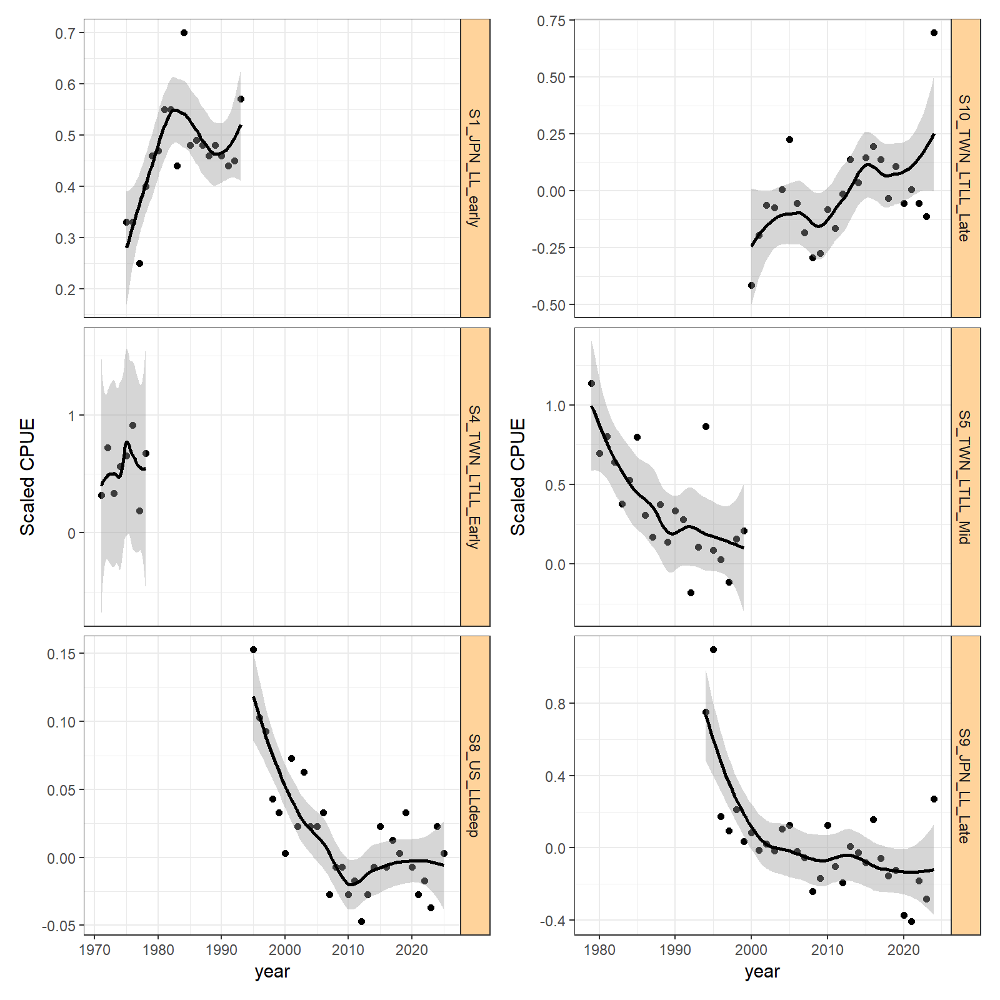 0.7
0.6
0.5
0.4
0.3
0.2
S1_JPN_LL_early
0.75
0.50
0.25
0.00
-0.25
-0.50
S10_TWN_LTLL_Late
Scaled CPUE
1
0
S4_TWN_LTLL_Early
Scaled CPUE
1.0
0.5
0.0
S5_TWN_LTLL_Mid
0.15
0.10
0.05
0.00
-0.05
S8_US_LLdeep
1970 1980 1990 2000 2010 2020
year
0.8
0.4
0.0
-0.4
S9_JPN_LL_Late
1980 1990 2000 2010 2020
year